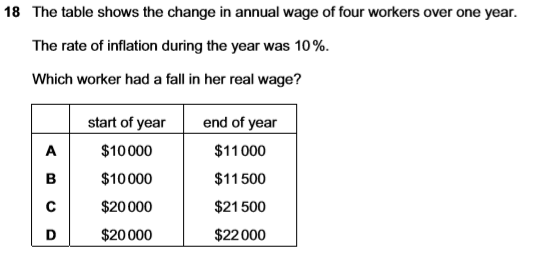 18 The table shows the change in annual wage of four workers over one year.
The rate of inflation during the year was 10%.
Which worker had a fall in her real wage?
start of year end of year
A $10000 $11000
B $10000 $11500
C $20000 $21500
D $20000 $22000